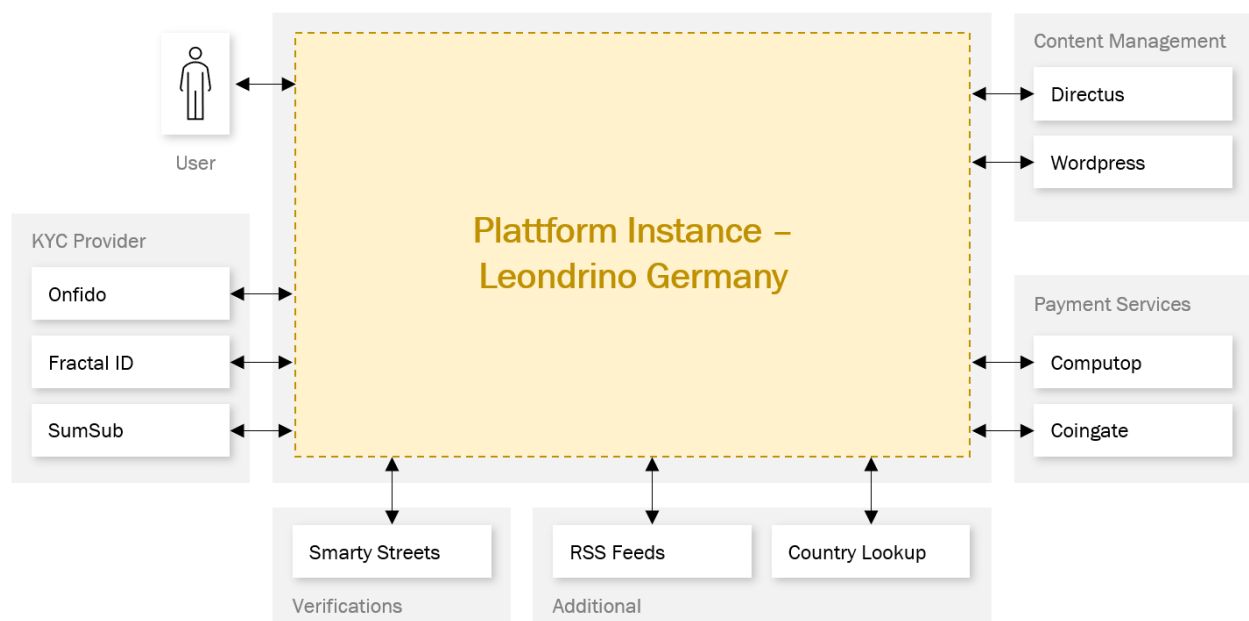 User
KYC Provider
Onfido
Fractal ID
SumSub
Plattform Instance –
Leondrino Germany
Content Management
Directus
Wordpress
Payment Services
Computop
Coingate
Smarty Streets
Verifications
RSS Feeds
Country Lookup
Additional